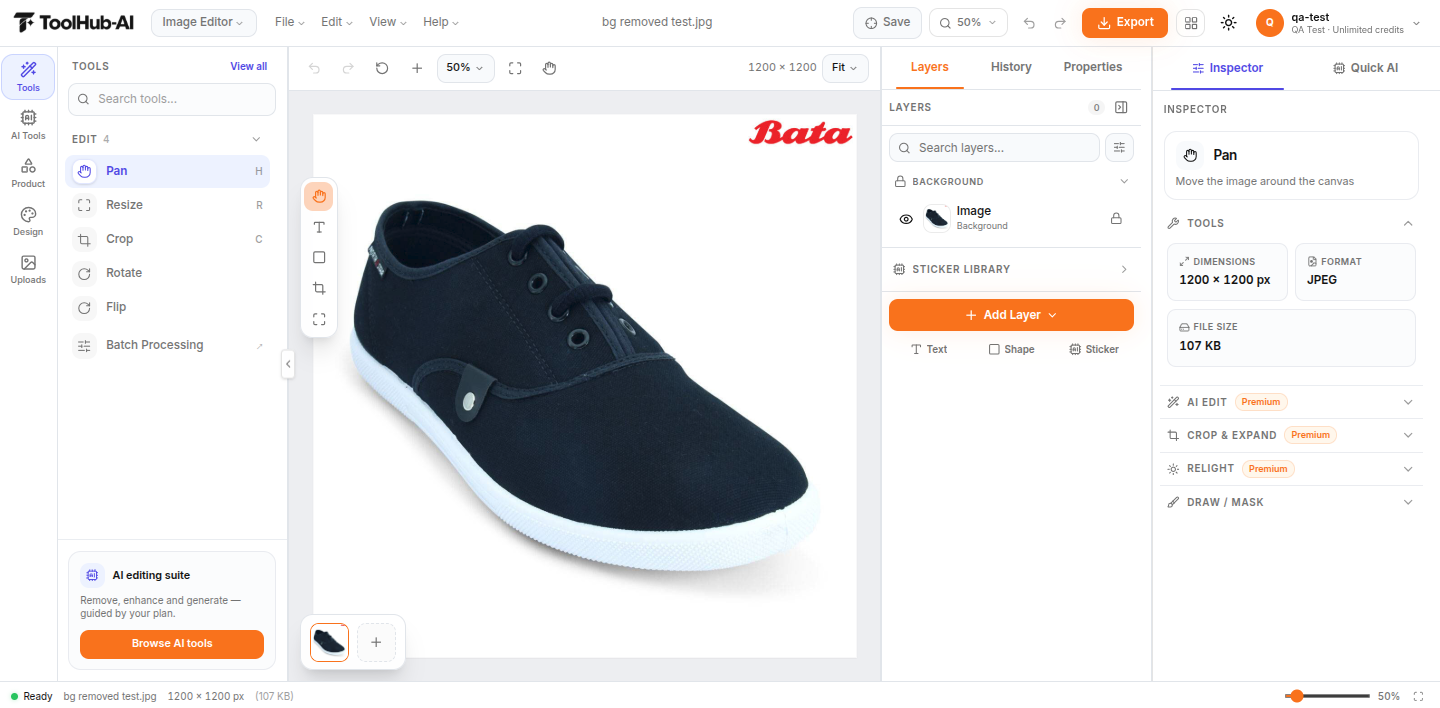 ToolHub-AI
Image Editor
File Edit View Help
bg removed test.jpg
Save
50%
Export
Q
qa-test
QA Test · Unlimited credits
Tools
AI Tools
Product
Design
Uploads
TOOLS View all
Search tools...
EDIT 4
Pan H
Resize R
Crop C
Rotate
Flip
Batch Processing
AI editing suite
Remove, enhance and generate —
guided by your plan.
Browse AI tools
50%
1200 × 1200 Fit
Bata
Layers History Properties
LAYERS 0
Search layers...
BACKGROUND
Image
Background
STICKER LIBRARY
Add Layer
Text Shape Sticker
Inspector Quick AI
INSPECTOR
Pan
Move the image around the canvas
TOOLS
DIMENSIONS
1200 × 1200 px
FORMAT
JPEG
FILE SIZE
107 KB
AI EDIT Premium
CROP & EXPAND Premium
RELIGHT Premium
DRAW / MASK
Ready bg removed test.jpg 1200 × 1200 px (107 KB)
50%